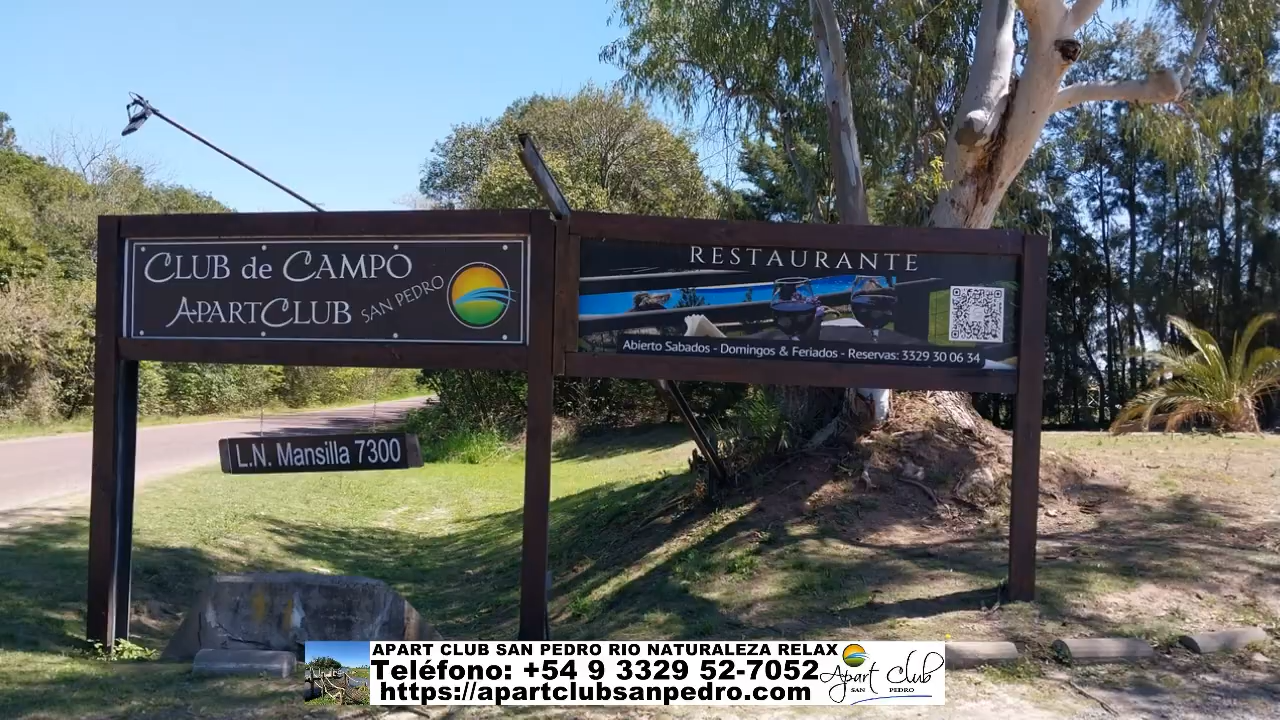 CLUB de CAMPO
APARTCLUB SAN PEDRO
RESTAURANTE
Abierto Sabados - Domingos & Feriados - Reservas: 3329 30 06 34
L.N. Mansilla 7300
APART CLUB SAN PEDRO RIO NATURALEZA RELAX
Teléfono: +54 9 3329 52-7052
https://apartclubsanpedro.com
Apart Club
SAN PEDRO